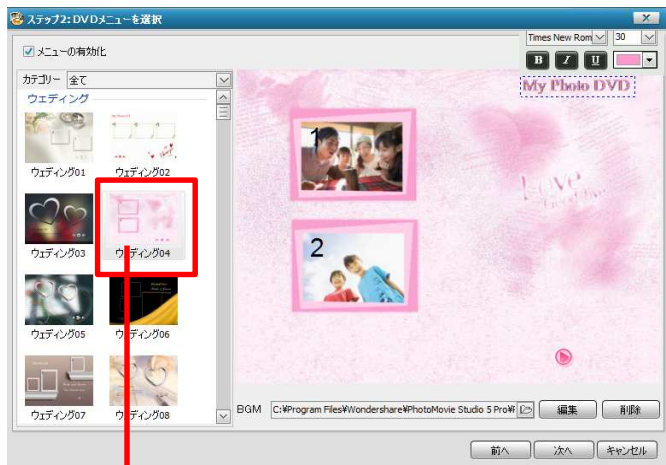 ステップ2:DVDメニューを選択
メニューの有効化
Times New Rom
30
B I U
カテゴリー 全て
ウェディング
My Photo DVD
1
ウェディング01
ウェディング02
Love
ウェディング03
ウェディング04
2
ウェディング05
ウェディング06
ウェディング07
ウェディング08
BGM C:¥Program Files¥Wondershare¥PhotoMovie Studio 5 Pro¥
編集
削除
前へ
次へ
キャンセル